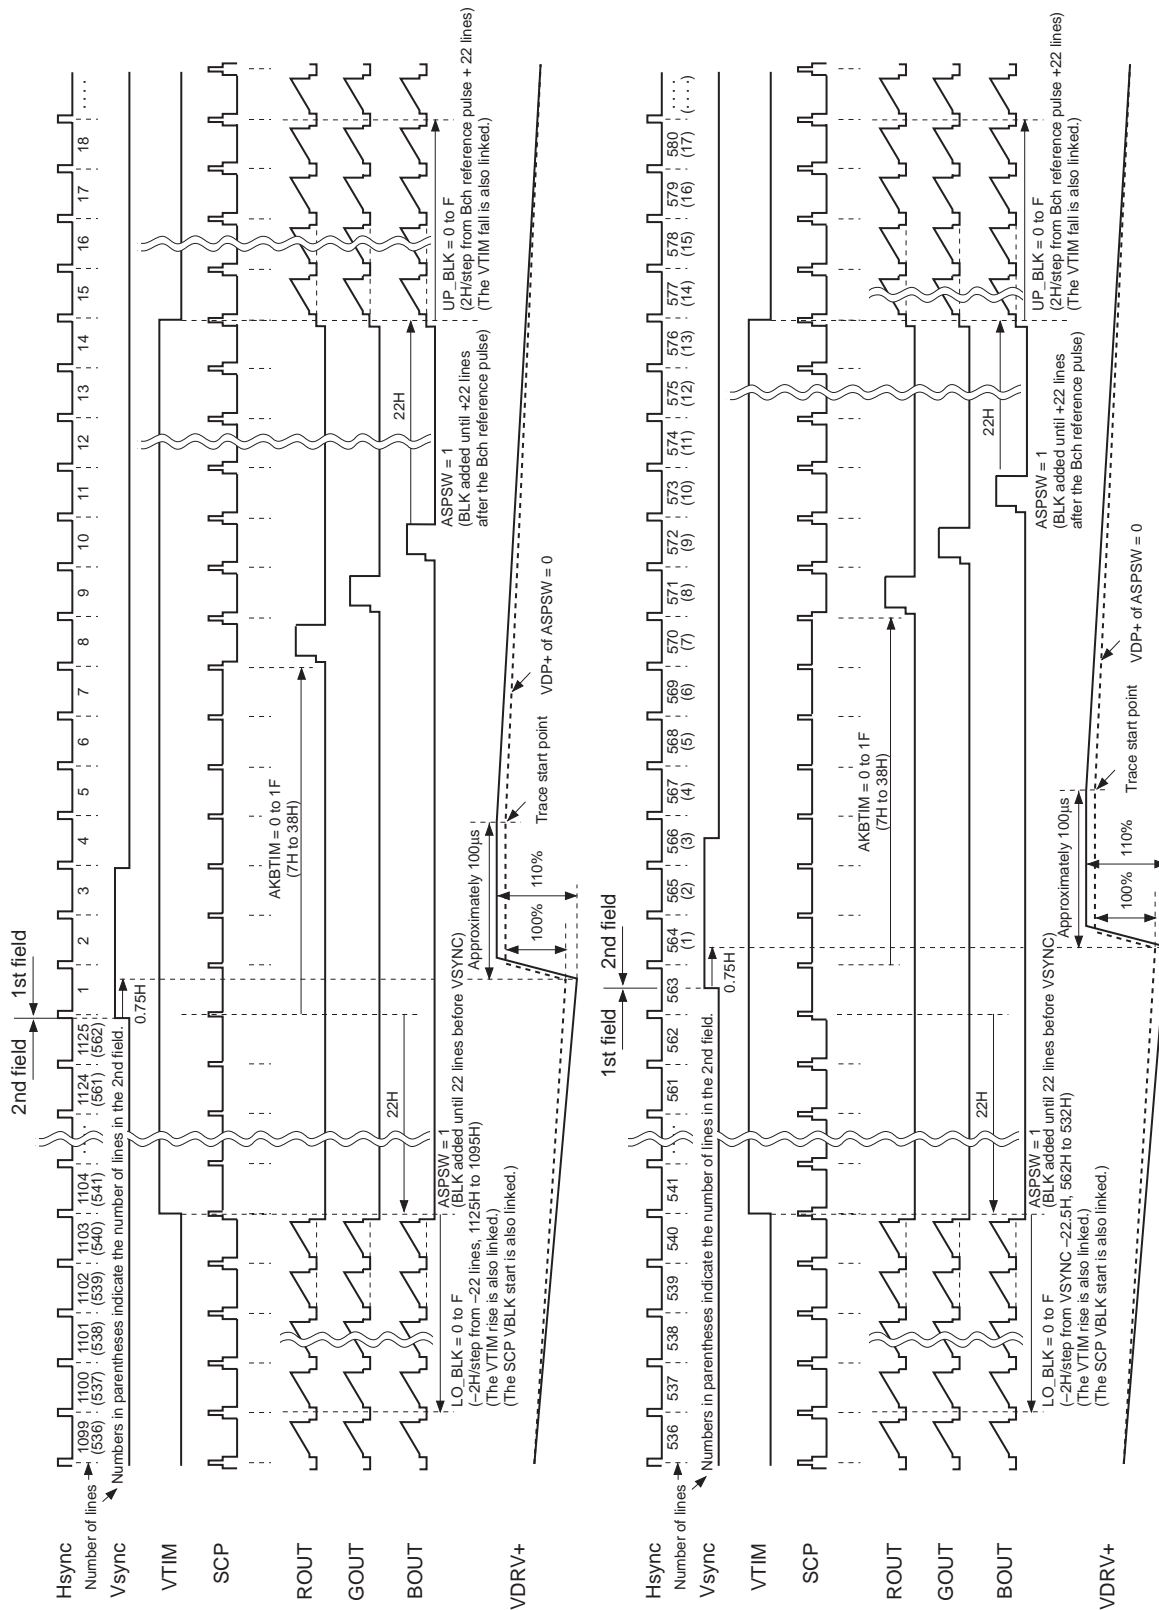 2nd field
1st field
Hsync
Number of lines
1099 1100 1101 1102 1103 1104 . . . . 1124 1125 1 2 3 4 5 6 7 8 9 10 11 12 13 14 15 16 17 18 . . . .
(536) (537) (538) (539) (540) (541) (561) (562)
Numbers in parentheses indicate the number of lines in the 2nd field.
Vsync
0.75H
VTIM
SCP
AKBTIM = 0 to 1F
(7H to 38H)
ROUT
GOUT
BOUT
22H
22H
ASPSW = 1
(BLK added until 22 lines before VSYNC)
LO_BLK = 0 to F
(–2H/step from –22 lines, 1125H to 1095H)
(The VTIM rise is also linked.)
(The SCP VBLK start is also linked.)
ASPSW = 1
(BLK added until +22 lines
after the Bch reference pulse)
UP_BLK = 0 to F
(2H/step from Bch reference pulse + 22 lines)
(The VTIM fall is also linked.)
VDRV+
Approximately 100µs
100%
110%
Trace start point
VDP+ of ASPSW = 0
1st field
2nd field
Hsync
Number of lines
536 537 538 539 540 541 . . . . 561 562 563 564 565 566 567 568 569 570 571 572 573 574 575 576 577 578 579 580 . . . .
(1) (2) (3) (4) (5) (6) (7) (8) (9) (10) (11) (12) (13) (14) (15) (16) (17) (. . . .)
Numbers in parentheses indicate the number of lines in the 2nd field.
Vsync
0.75H
VTIM
SCP
AKBTIM = 0 to 1F
(7H to 38H)
ROUT
GOUT
BOUT
22H
22H
ASPSW = 1
(BLK added until 22 lines before VSYNC)
LO_BLK = 0 to F
(–2H/step from VSYNC –22.5H, 562H to 532H)
(The VTIM rise is also linked.)
(The SCP VBLK start is also linked.)
ASPSW = 1
(BLK added until +22 lines
after the Bch reference pulse)
UP_BLK = 0 to F
(2H/step from Bch reference pulse +22 lines)
(The VTIM fall is also linked.)
VDRV+
Approximately 100µs
100%
110%
Trace start point
VDP+ of ASPSW = 0